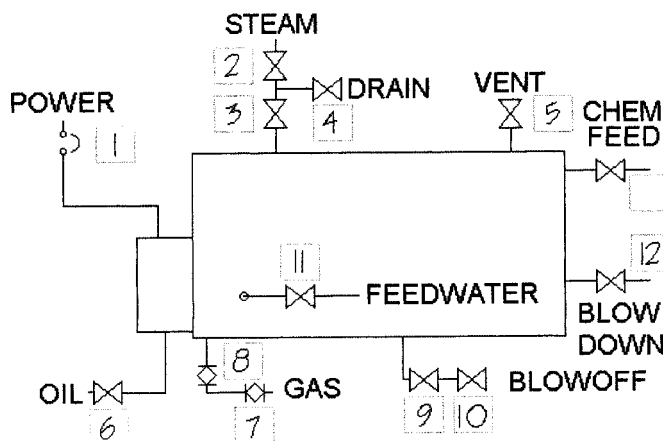 STEAM
2
DRAIN
VENT
POWER
3
4
5
CHEM
FEED
1
11
12
FEEDWATER
BLOW
DOWN
8
OIL
GAS
BLOWOFF
6
7
9
10